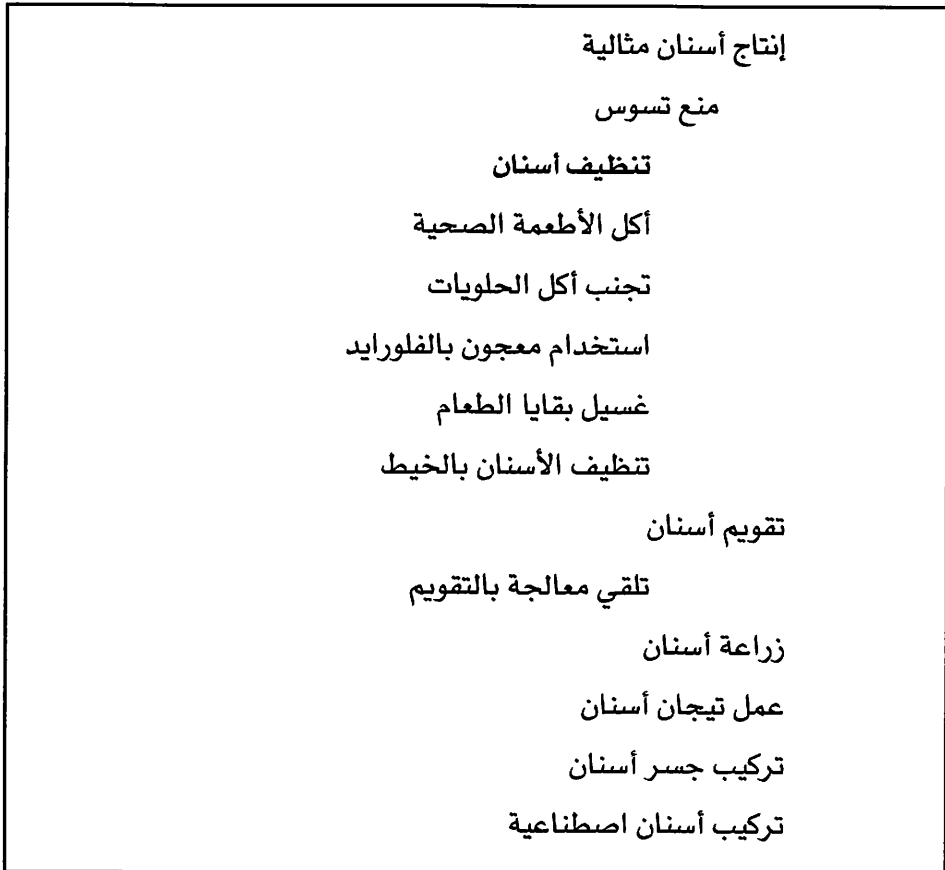 إنتاج أسنان مثالية
منع تسوس
تنظيف أسنان
أكل الأطعمة الصحية
تجنب أكل الحلويات
استخدام معجون بالفلورايد
غسيل بقايا الطعام
تنظيف الأسنان بالخيط
تقويم أسنان
تلقي معالجة بالتقويم
زراعة أسنان
عمل تيجان أسنان
تركيب جسر أسنان
تركيب أسنان اصطناعية